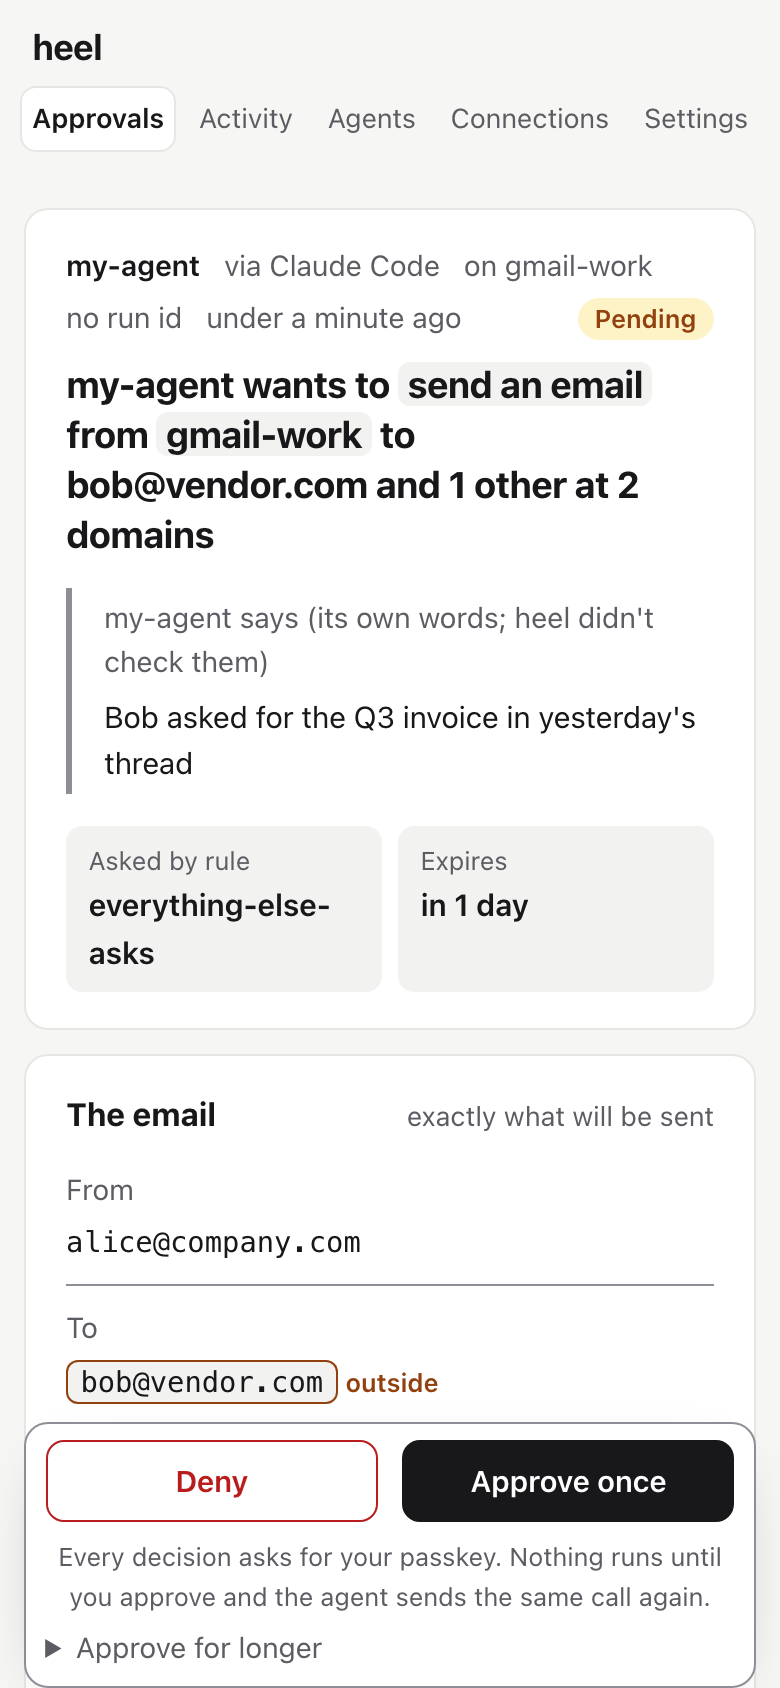 heel
Approvals Activity Agents Connections Settings
my-agent via Claude Code on gmail-work
no run id under a minute ago Pending
my-agent wants to send an email
from gmail-work to
bob@vendor.com and 1 other at 2
domains
my-agent says (its own words; heel didn't
check them)
Bob asked for the Q3 invoice in yesterday's
thread
Asked by rule
everything-else-
asks
Expires
in 1 day
The email exactly what will be sent
From
alice@company.com
To
bob@vendor.com outside
Deny Approve once
Every decision asks for your passkey. Nothing runs until
you approve and the agent sends the same call again.
▶ Approve for longer